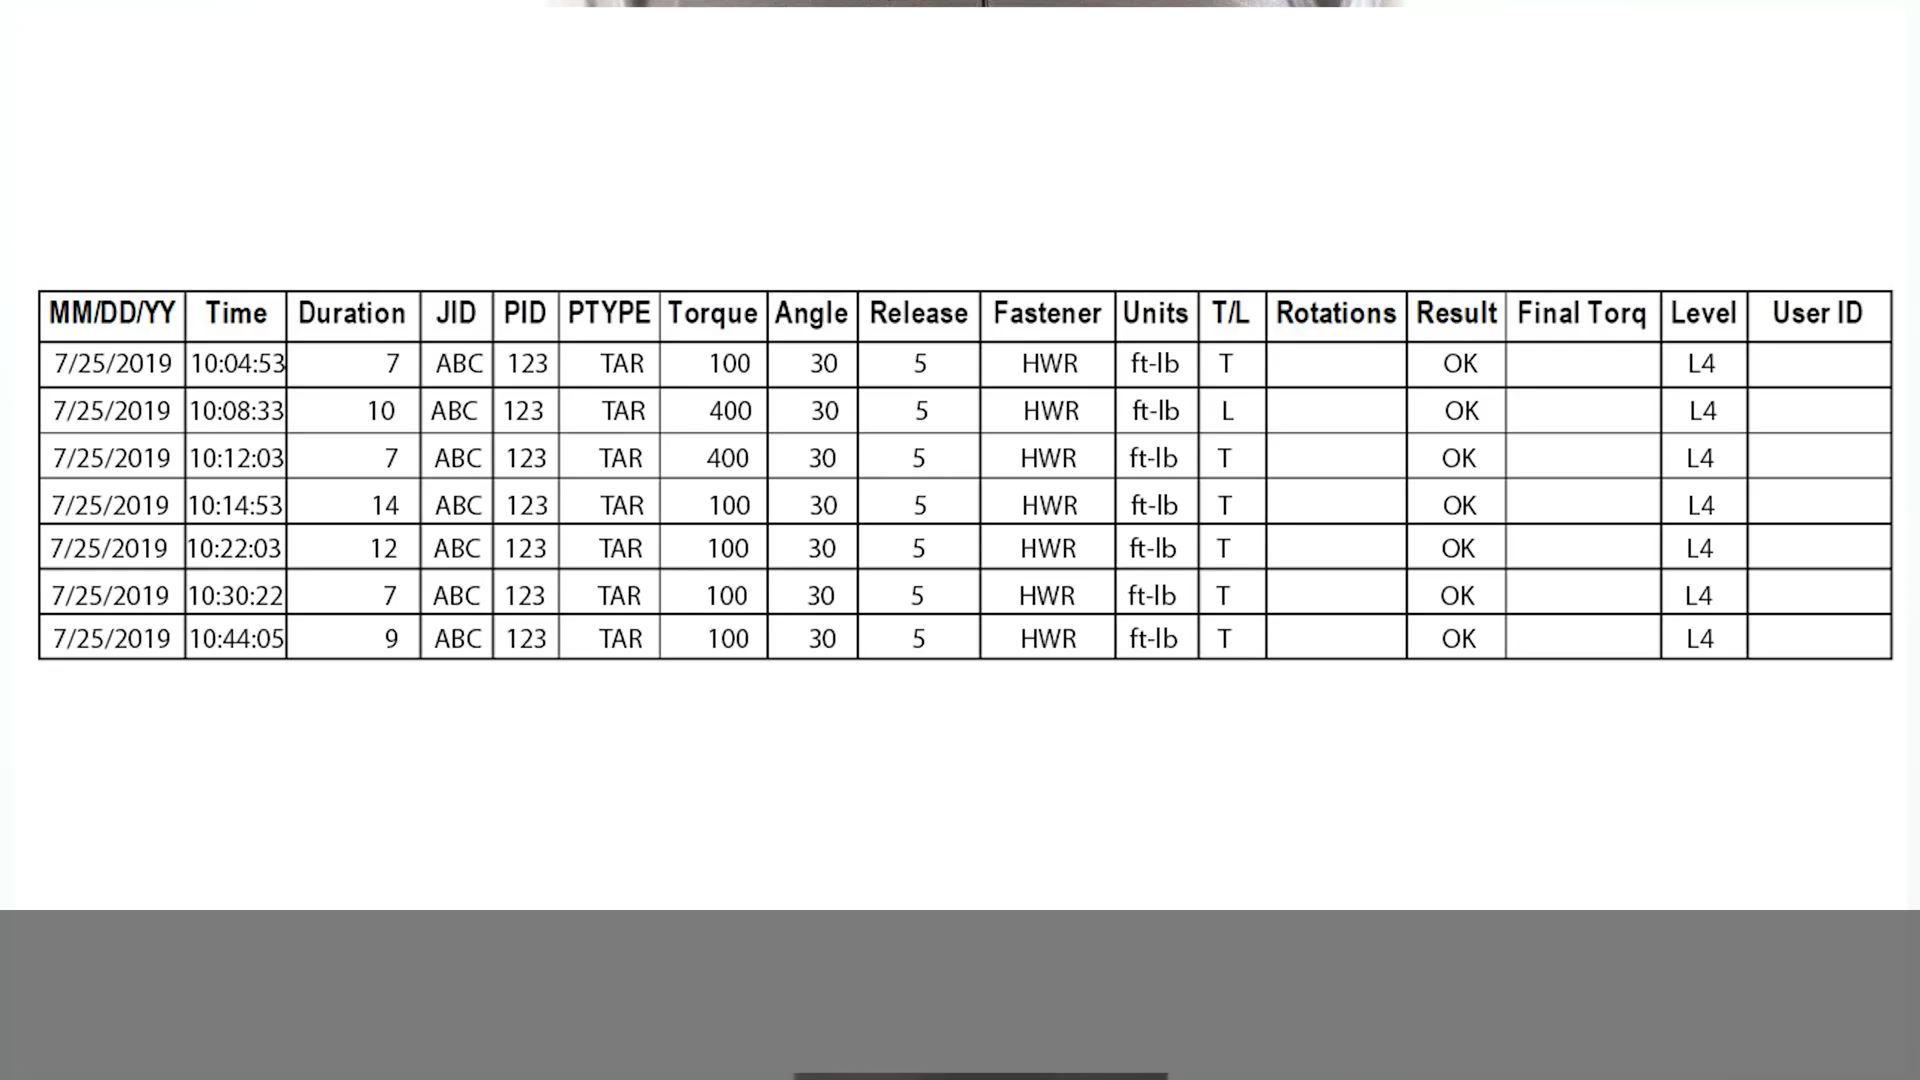 MM/DD/YY Time Duration JID PID PTYPE Torque Angle Release Fastener Units T/L Rotations Result Final Torq Level User ID
7/25/2019 10:04:53 7 ABC 123 TAR 100 30 5 HWR ft-lb T OK L4
7/25/2019 10:08:33 10 ABC 123 TAR 400 30 5 HWR ft-lb L OK L4
7/25/2019 10:12:03 7 ABC 123 TAR 400 30 5 HWR ft-lb T OK L4
7/25/2019 10:14:53 14 ABC 123 TAR 100 30 5 HWR ft-lb T OK L4
7/25/2019 10:22:03 12 ABC 123 TAR 100 30 5 HWR ft-lb T OK L4
7/25/2019 10:30:22 7 ABC 123 TAR 100 30 5 HWR ft-lb T OK L4
7/25/2019 10:44:05 9 ABC 123 TAR 100 30 5 HWR ft-lb T OK L4